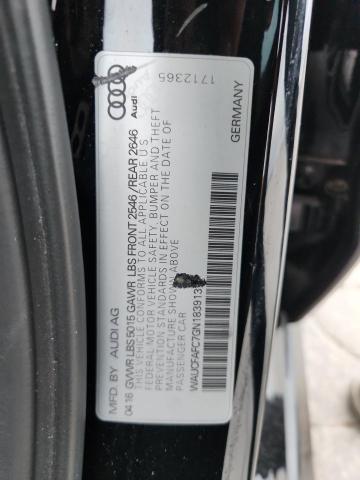 MFD. BY AUDI AG
04.16 GVWR LBS 5015 GAWR LBS FRONT 2546/REAR 2646
THIS VEHICLE CONFORMS TO ALL APPLICABLE U.S.
FEDERAL MOTOR VEHICLE SAFETY, BUMPER AND THEFT
PREVENTION STANDARDS IN EFFECT ON THE DATE OF
MANUFACTURE SHOWN ABOVE
PASSENGER CAR
Audi
1712365
GERMANY